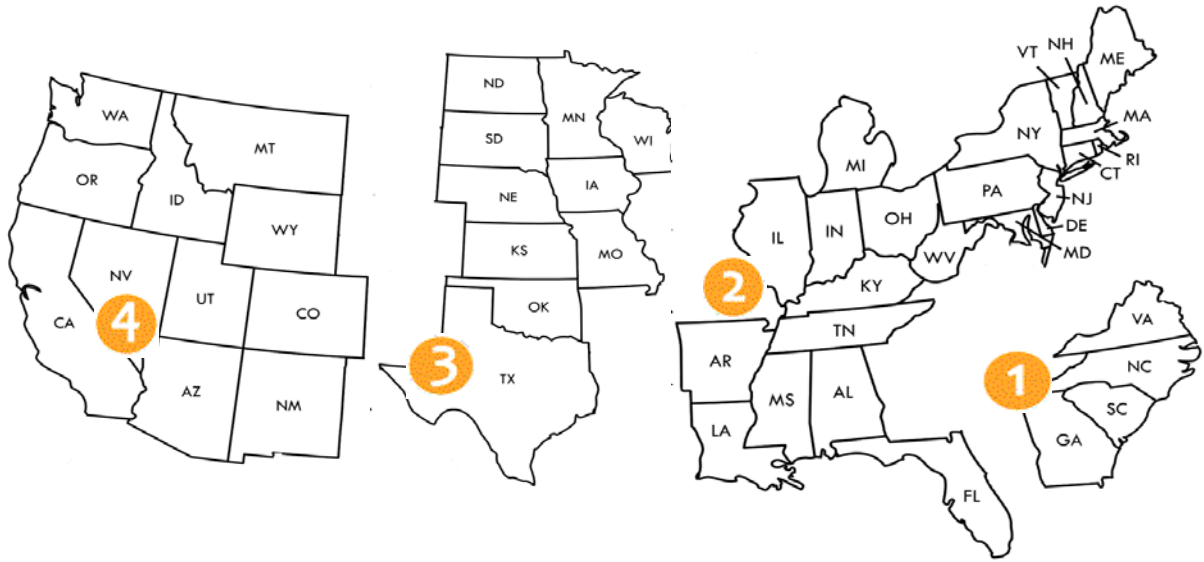 WA
MT
OR
ID
WY
NV
UT
CO
CA
4
AZ
NM
ND
MN
SD
WI
NE
IA
KS
MO
OK
3
TX
VT
NH
ME
NY
MA
MI
RI
CT
PA
NJ
OH
IL
IN
DE
MD
WV
2
KY
TN
AR
MS
AL
LA
FL
VA
NC
1
SC
GA